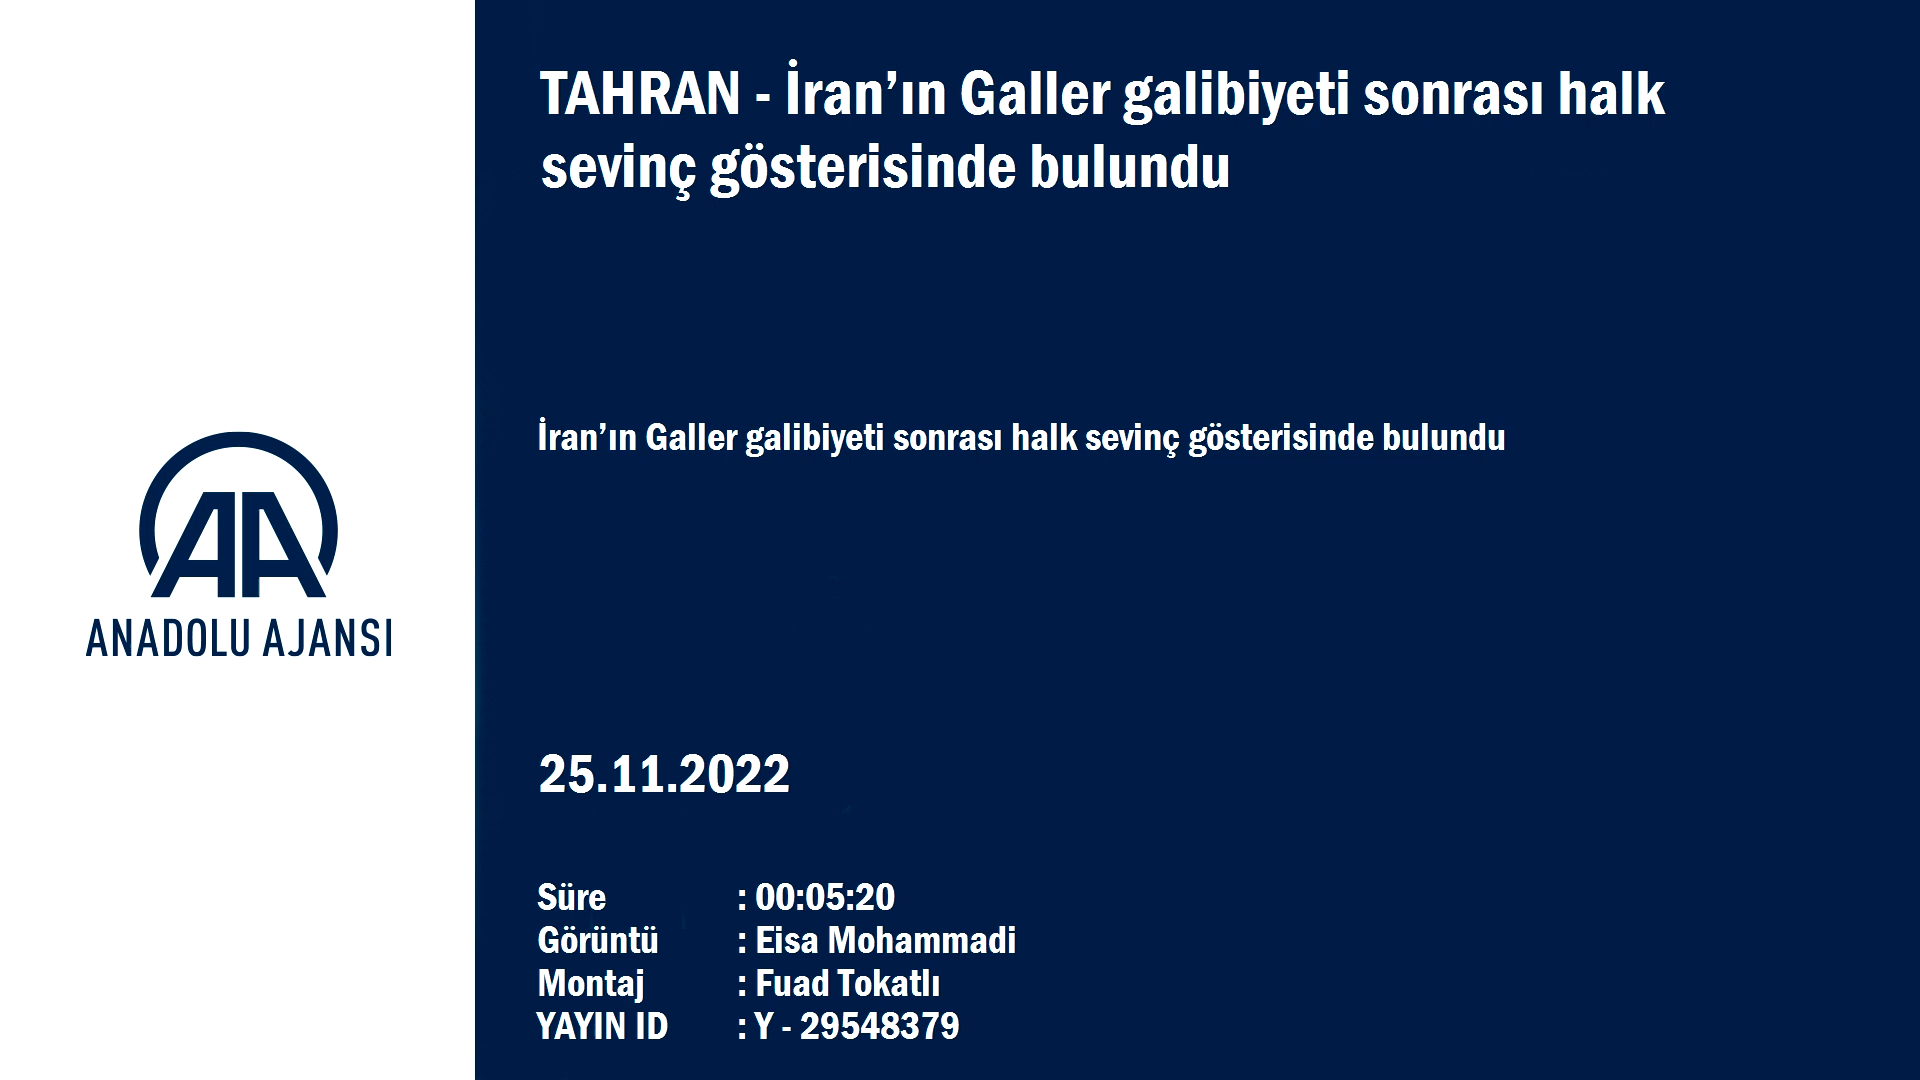 TAHRAN - İran’ın Galler galibiyeti sonrası halk
sevinç gösterisinde bulundu
İran’ın Galler galibiyeti sonrası halk sevinç gösterisinde bulundu
AA
ANADOLU AJANSI
25.11.2022
Süre : 00:05:20
Görüntü : Eisa Mohammadi
Montaj : Fuad Tokatlı
YAYIN ID : Y - 29548379